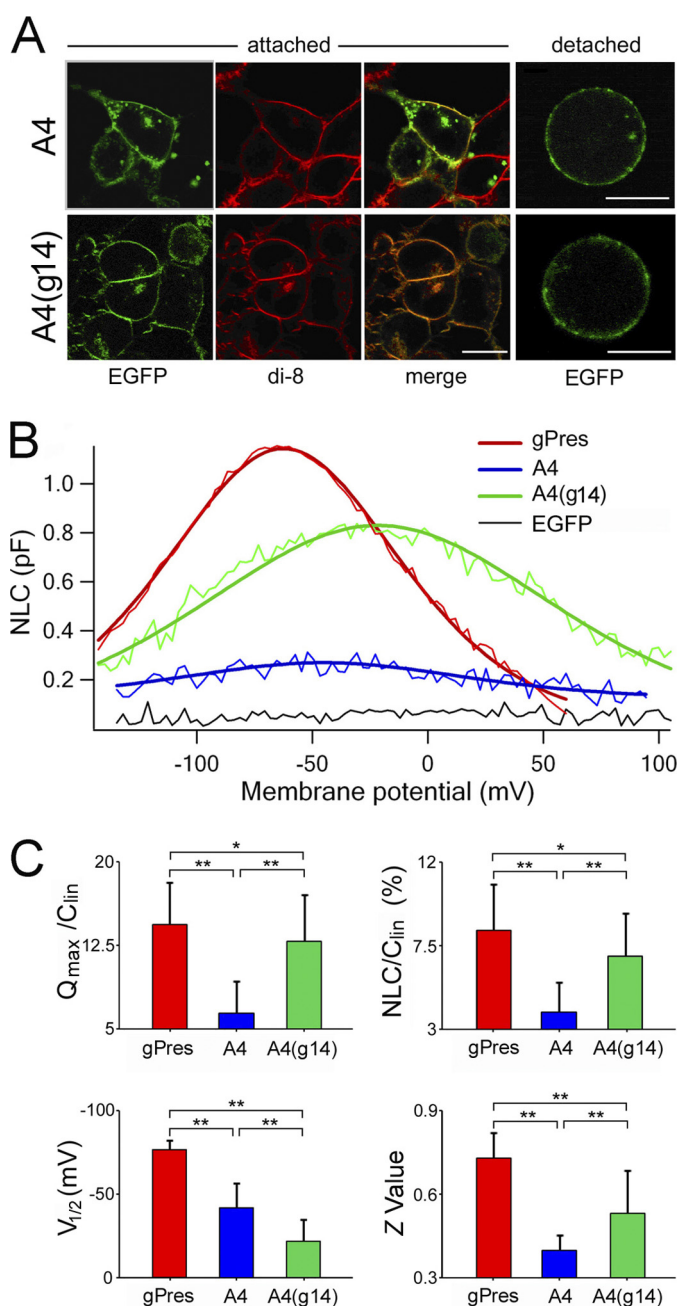 A
attached
detached
A4
A4(g14)
EGFP
di-8
merge
EGFP
B
gPres
A4
A4(g14)
EGFP
NLC (pF)
1.0
0.8
0.6
0.4
0.2
-100
-50
0
50
100
Membrane potential (mV)
C
Qmax /Clin
20
12.5
5
*
**
**
gPres
A4
A4(g14)
NLC/Clin (%)
12
7.5
3
*
**
**
gPres
A4
A4(g14)
V1/2 (mV)
-100
-50
0
**
**
**
gPres
A4
A4(g14)
Z Value
0.9
0.6
0.3
**
**
**
gPres
A4
A4(g14)